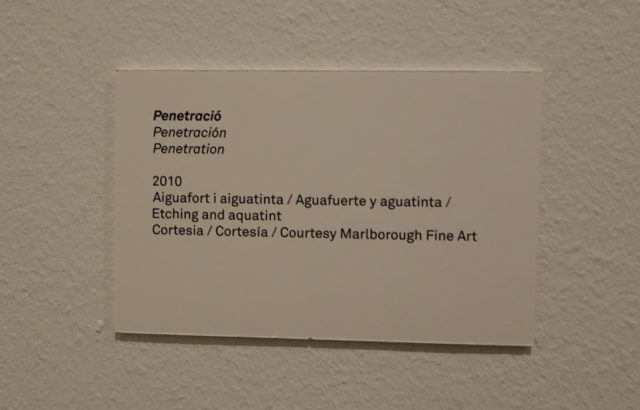 Penetració
Penetración
Penetration
2010
Aiguafort i aiguatinta / Aguafuerte y aguatinta /
Etching and aquatint
Cortesia / Cortesía / Courtesy Marlborough Fine Art